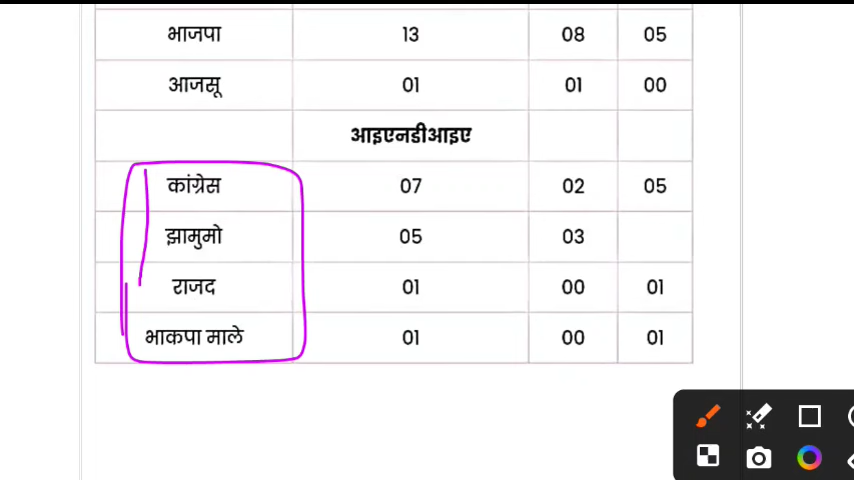 भाजपा 13 08 05
आजसू 01 01 00
आइएनडीआइए
कांग्रेस 07 02 05
झामुमो 05 03
राजद 01 00 01
भाकपा माले 01 00 01